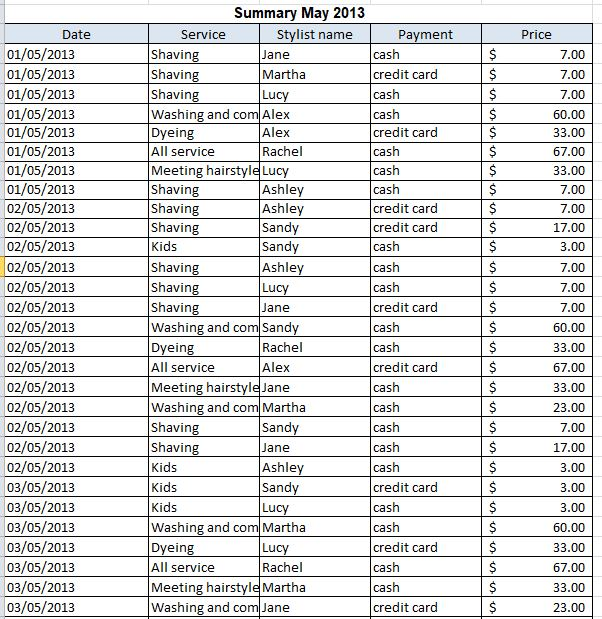 Summary May 2013
Date Service Stylist name Payment Price
01/05/2013 Shaving Jane cash $ 7.00
01/05/2013 Shaving Martha credit card $ 7.00
01/05/2013 Shaving Lucy cash $ 7.00
01/05/2013 Washing and com Alex cash $ 60.00
01/05/2013 Dyeing Alex credit card $ 33.00
01/05/2013 All service Rachel cash $ 67.00
01/05/2013 Meeting hairstyle Lucy cash $ 33.00
01/05/2013 Shaving Ashley cash $ 7.00
02/05/2013 Shaving Ashley credit card $ 7.00
02/05/2013 Shaving Sandy credit card $ 17.00
02/05/2013 Kids Sandy cash $ 3.00
02/05/2013 Shaving Ashley cash $ 7.00
02/05/2013 Shaving Lucy cash $ 7.00
02/05/2013 Shaving Jane credit card $ 7.00
02/05/2013 Washing and com Sandy cash $ 60.00
02/05/2013 Dyeing Rachel cash $ 33.00
02/05/2013 All service Alex credit card $ 67.00
02/05/2013 Meeting hairstyle Jane cash $ 33.00
02/05/2013 Washing and com Martha cash $ 23.00
02/05/2013 Shaving Sandy cash $ 7.00
02/05/2013 Shaving Jane cash $ 17.00
02/05/2013 Kids Ashley cash $ 3.00
03/05/2013 Kids Sandy credit card $ 3.00
03/05/2013 Kids Lucy cash $ 3.00
03/05/2013 Washing and com Martha cash $ 60.00
03/05/2013 Dyeing Lucy credit card $ 33.00
03/05/2013 All service Rachel cash $ 67.00
03/05/2013 Meeting hairstyle Martha cash $ 33.00
03/05/2013 Washing and com Jane credit card $ 23.00